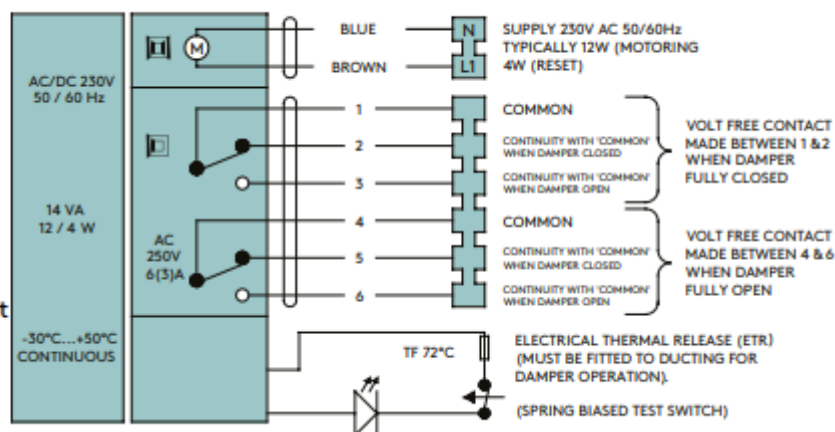 AC/DC 230V
50 / 60 Hz
14 VA
12 / 4 W
t
-30°C...+50°C
CONTINUOUS
M
AC
250V
6(3)A
BLUE
BROWN
1
2
3
4
5
6
N
L1
SUPPLY 230V AC 50/60Hz
TYPICALLY 12W (MOTORING
4W (RESET)
COMMON
CONTINUITY WITH 'COMMON'
WHEN DAMPER CLOSED
CONTINUITY WITH 'COMMON'
WHEN DAMPER OPEN
VOLT FREE CONTACT
MADE BETWEEN 1 &2
WHEN DAMPER
FULLY CLOSED
COMMON
CONTINUITY WITH 'COMMON'
WHEN DAMPER CLOSED
CONTINUITY WITH 'COMMON'
WHEN DAMPER OPEN
VOLT FREE CONTACT
MADE BETWEEN 4 & 6
WHEN DAMPER
FULLY OPEN
TF 72°C
ELECTRICAL THERMAL RELEASE (ETR)
(MUST BE FITTED TO DUCTING FOR
DAMPER OPERATION).
(SPRING BIASED TEST SWITCH)